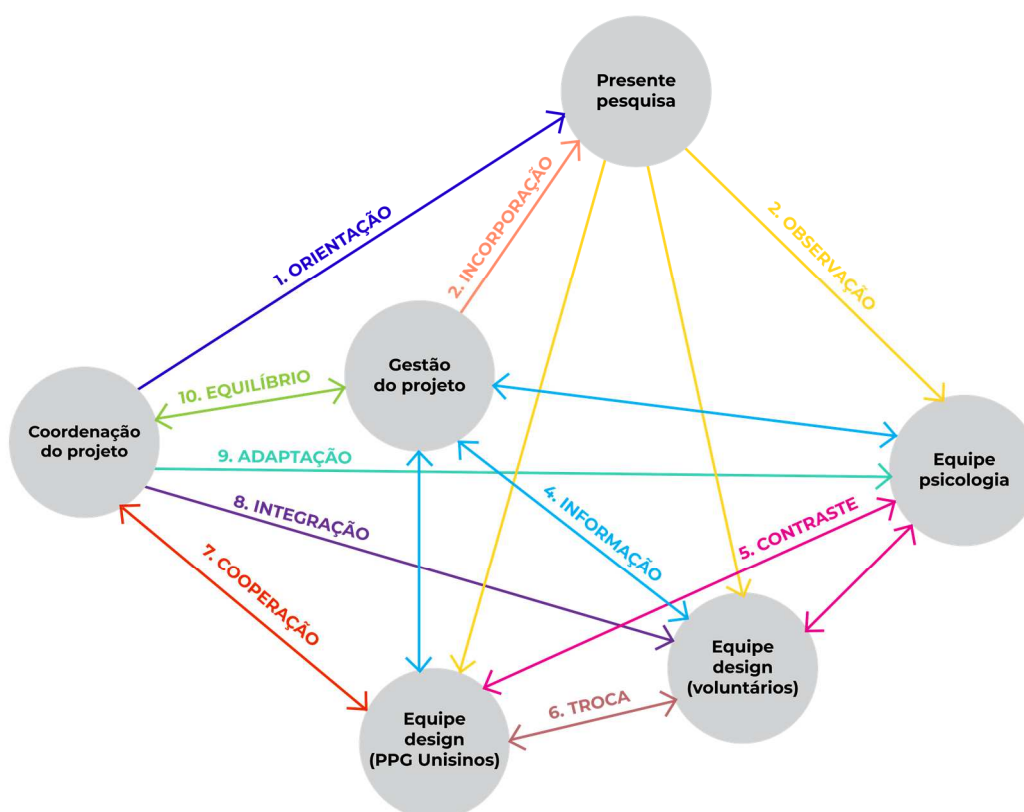 Presente
pesquisa
1. ORIENTAÇÃO
2. INCORPORAÇÃO
2. OBSERVAÇÃO
Gestão
do projeto
10. EQUILÍBRIO
Coordenação
do projeto
9. ADAPTAÇÃO
Equipe
psicologia
8. INTEGRAÇÃO
4. INFORMAÇÃO
5. CONTRASTE
7. COOPERAÇÃO
Equipe
design
(voluntários)
6. TROCA
Equipe
design
(PPG Unisinos)